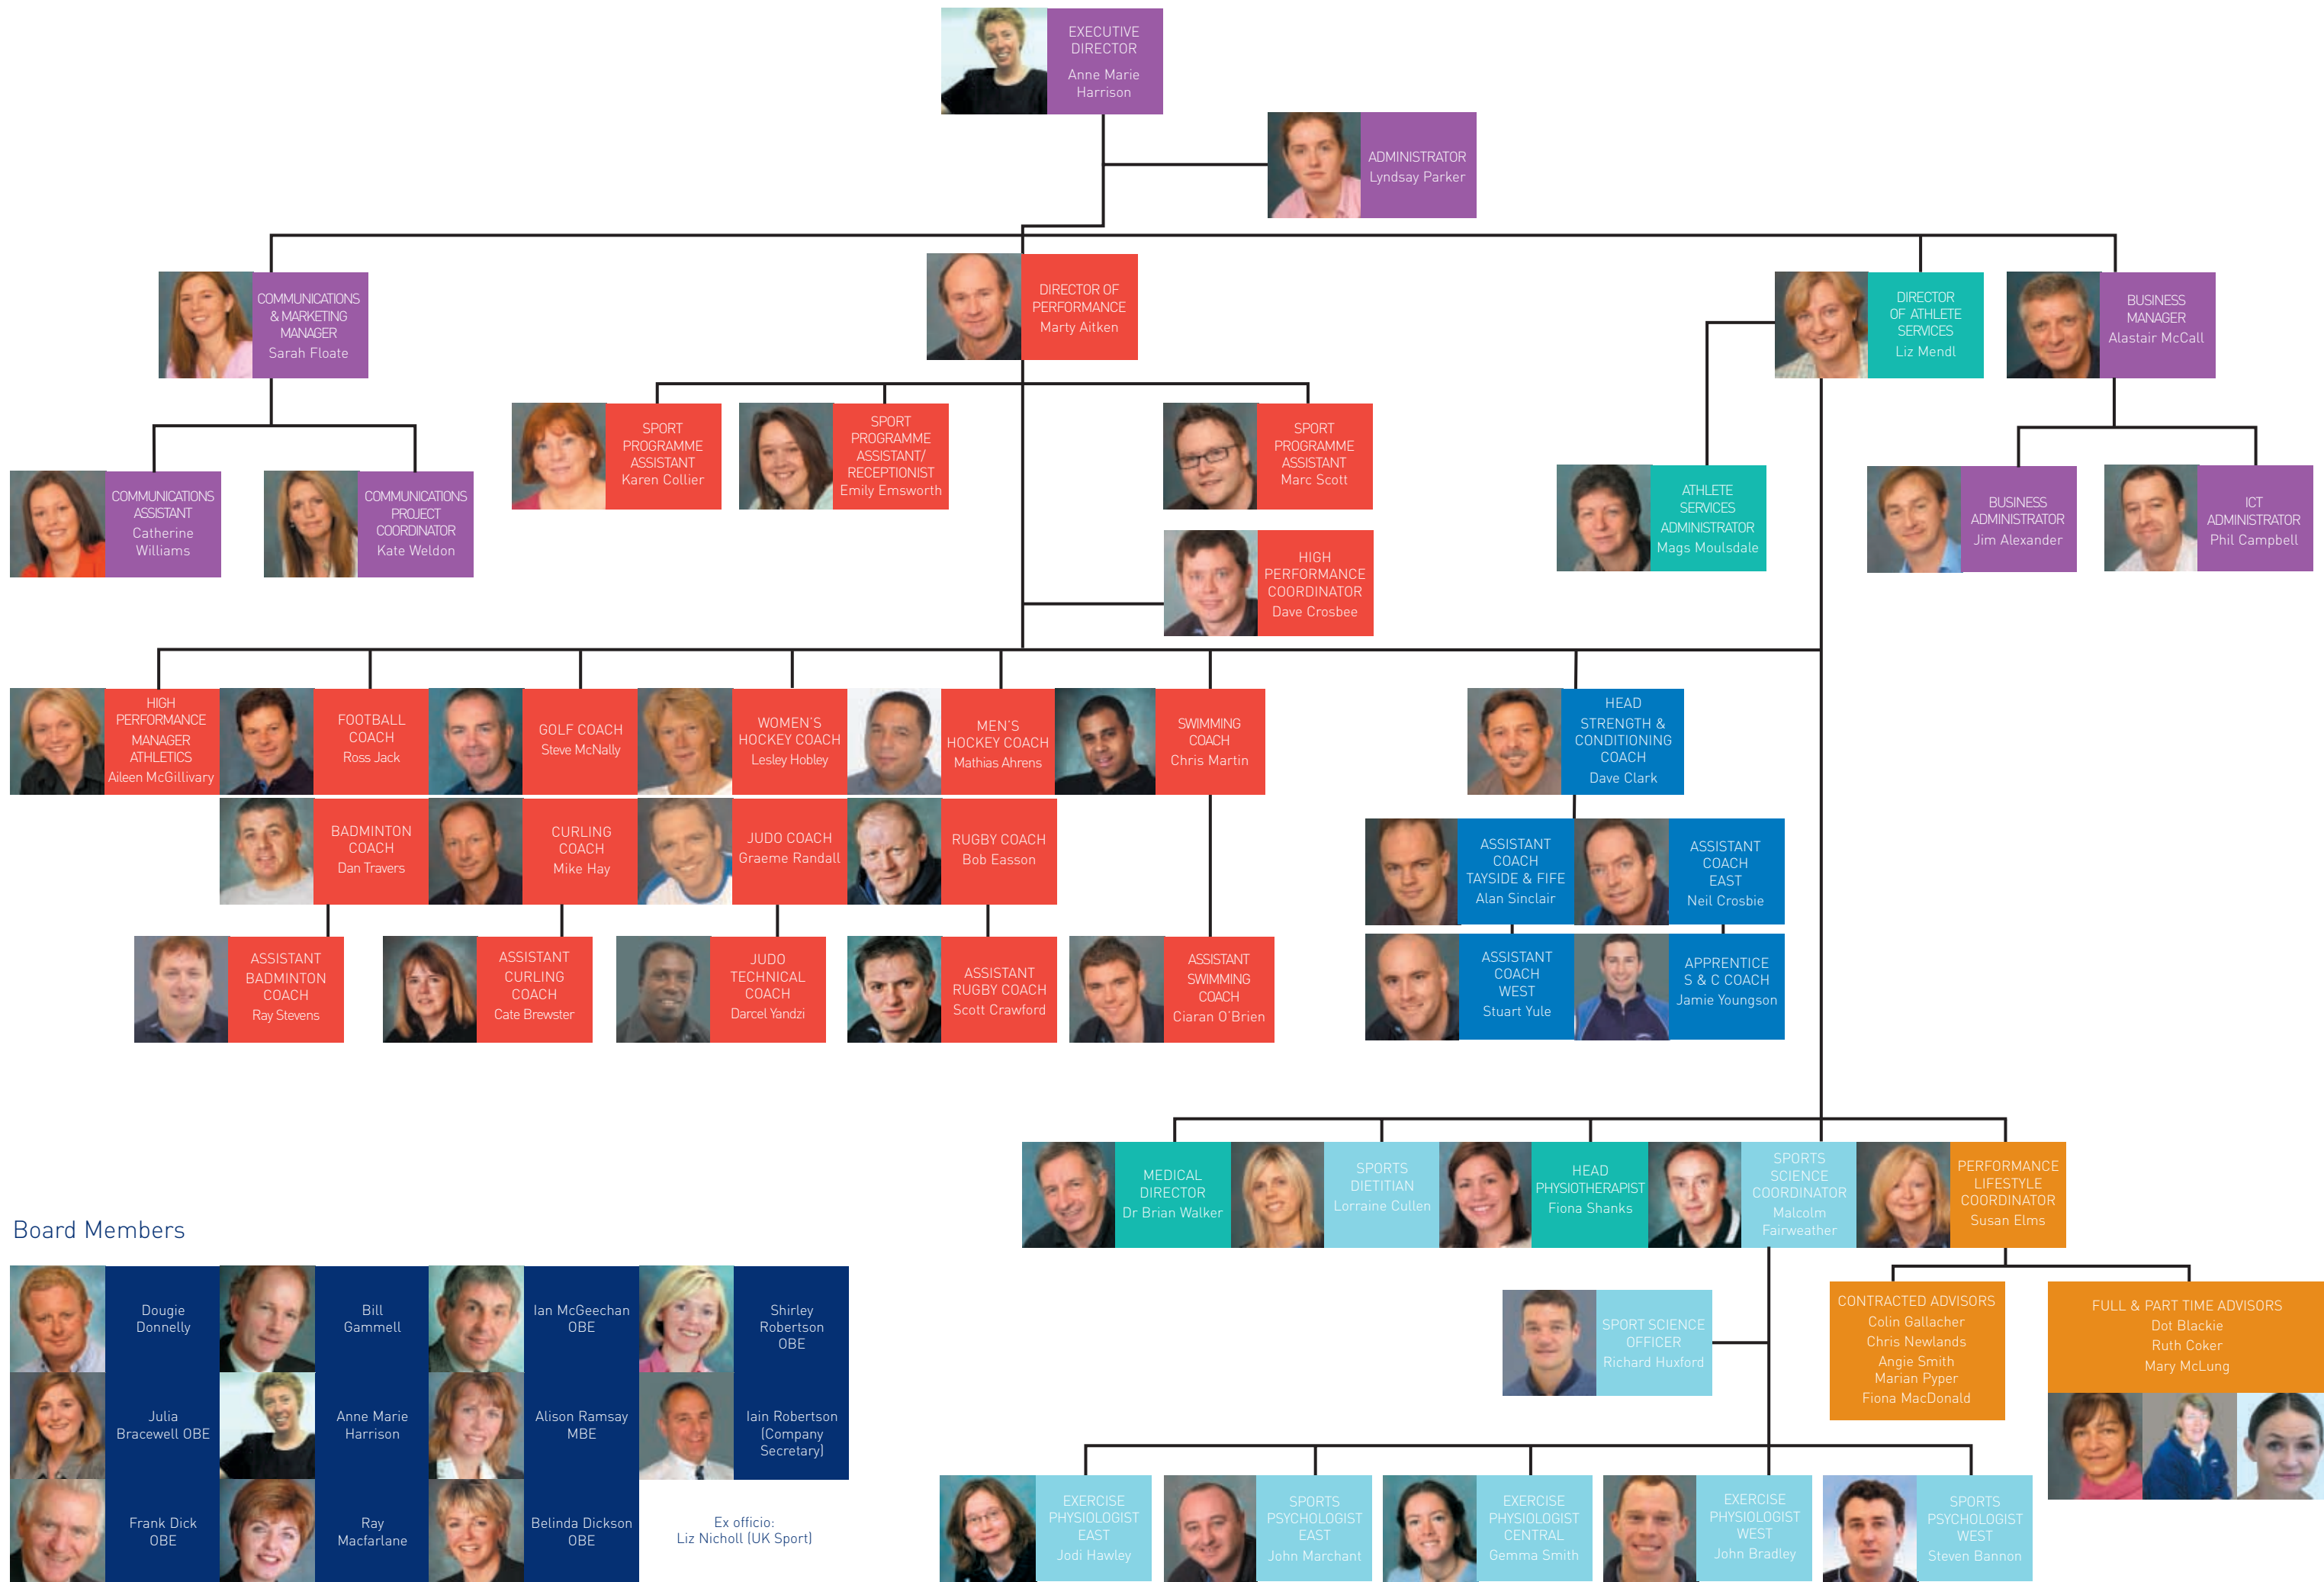 EXECUTIVE
DIRECTOR
Anne Marie
Harrison
ADMINISTRATOR
Lyndsay Parker
COMMUNICATIONS
& MARKETING
MANAGER
Sarah Floate
DIRECTOR OF
PERFORMANCE
Marty Aitken
DIRECTOR
OF ATHLETE
SERVICES
Liz Mendl
BUSINESS
MANAGER
Alastair McCall
COMMUNICATIONS
ASSISTANT
Catherine
Williams
COMMUNICATIONS
PROJECT
COORDINATOR
Kate Weldon
SPORT
PROGRAMME
ASSISTANT
Karen Collier
SPORT
PROGRAMME
ASSISTANT/
RECEPTIONIST
Emily Emsworth
SPORT
PROGRAMME
ASSISTANT
Marc Scott
ATHLETE
SERVICES
ADMINISTRATOR
Mags Moulsdale
BUSINESS
ADMINISTRATOR
Jim Alexander
ICT
ADMINISTRATOR
Phil Campbell
HIGH
PERFORMANCE
COORDINATOR
Dave Crosbee
HIGH
PERFORMANCE
MANAGER
ATHLETICS
Aileen McGillivary
FOOTBALL
COACH
Ross Jack
GOLF COACH
Steve McNally
WOMEN'S
HOCKEY COACH
Lesley Hobley
MEN'S
HOCKEY COACH
Mathias Ahrens
SWIMMING
COACH
Chris Martin
HEAD
STRENGTH &
CONDITIONING
COACH
Dave Clark
BADMINTON
COACH
Dan Travers
CURLING
COACH
Mike Hay
JUDO COACH
Graeme Randall
RUGBY COACH
Bob Easson
ASSISTANT
COACH
TAYSIDE & FIFE
Alan Sinclair
ASSISTANT
COACH
EAST
Neil Crosbie
ASSISTANT
BADMINTON
COACH
Ray Stevens
ASSISTANT
CURLING
COACH
Cate Brewster
JUDO
TECHNICAL
COACH
Darcel Yandzi
ASSISTANT
RUGBY COACH
Scott Crawford
ASSISTANT
SWIMMING
COACH
Ciaran O'Brien
ASSISTANT
COACH
WEST
Stuart Yule
APPRENTICE
S & C COACH
Jamie Youngson
MEDICAL
DIRECTOR
Dr Brian Walker
SPORTS
DIETITIAN
Lorraine Cullen
HEAD
PHYSIOTHERAPIST
Fiona Shanks
SPORTS
SCIENCE
COORDINATOR
Malcolm
Fairweather
PERFORMANCE
LIFESTYLE
COORDINATOR
Susan Elms
SPORT SCIENCE
OFFICER
Richard Huxford
CONTRACTED ADVISORS
Colin Gallacher
Chris Newlands
Angie Smith
Marian Pyper
Fiona MacDonald
FULL & PART TIME ADVISORS
Dot Blackie
Ruth Coker
Mary McLung
EXERCISE
PHYSIOLOGIST
EAST
Jodi Hawley
SPORTS
PSYCHOLOGIST
EAST
John Marchant
EXERCISE
PHYSIOLOGIST
CENTRAL
Gemma Smith
EXERCISE
PHYSIOLOGIST
WEST
John Bradley
SPORTS
PSYCHOLOGIST
WEST
Steven Bannon
Board Members
Dougie
Donnelly
Bill
Gammell
Ian McGeechan
OBE
Shirley
Robertson
OBE
Julia
Bracewell OBE
Anne Marie
Harrison
Alison Ramsay
MBE
Iain Robertson
(Company
Secretary)
Frank Dick
OBE
Ray
Macfarlane
Belinda Dickson
OBE
Ex officio:
Liz Nicholl (UK Sport)